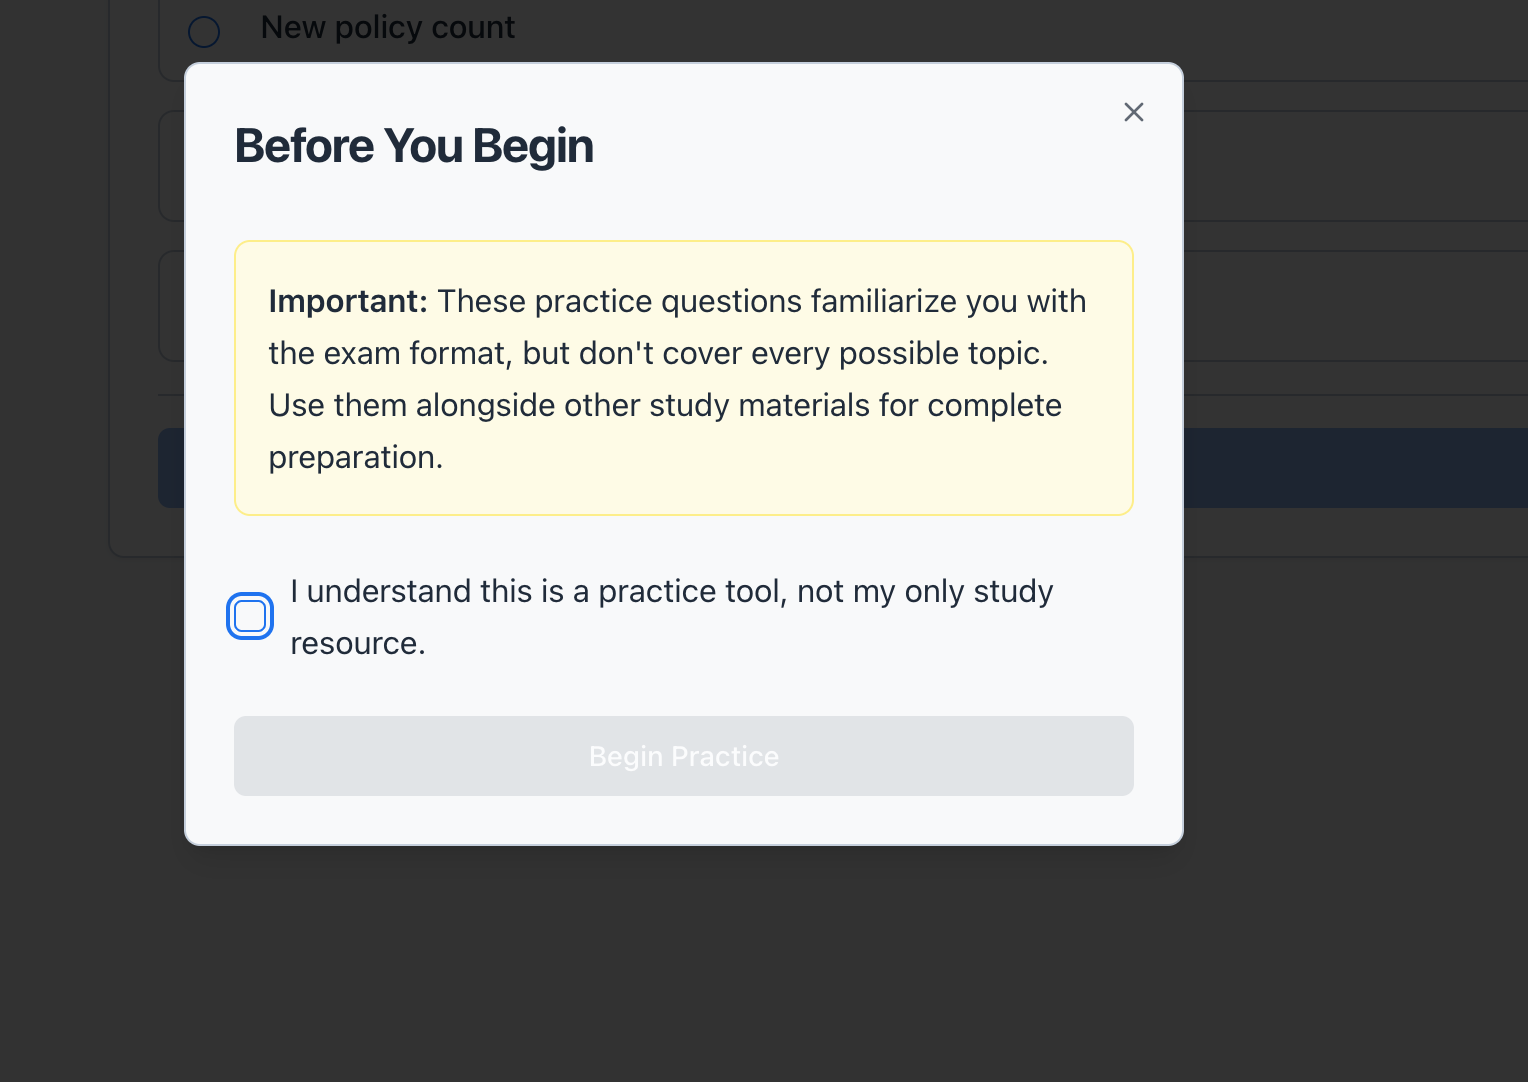 New policy count
Before You Begin
Important: These practice questions familiarize you with
the exam format, but don't cover every possible topic.
Use them alongside other study materials for complete
preparation.
I understand this is a practice tool, not my only study
resource.
Begin Practice